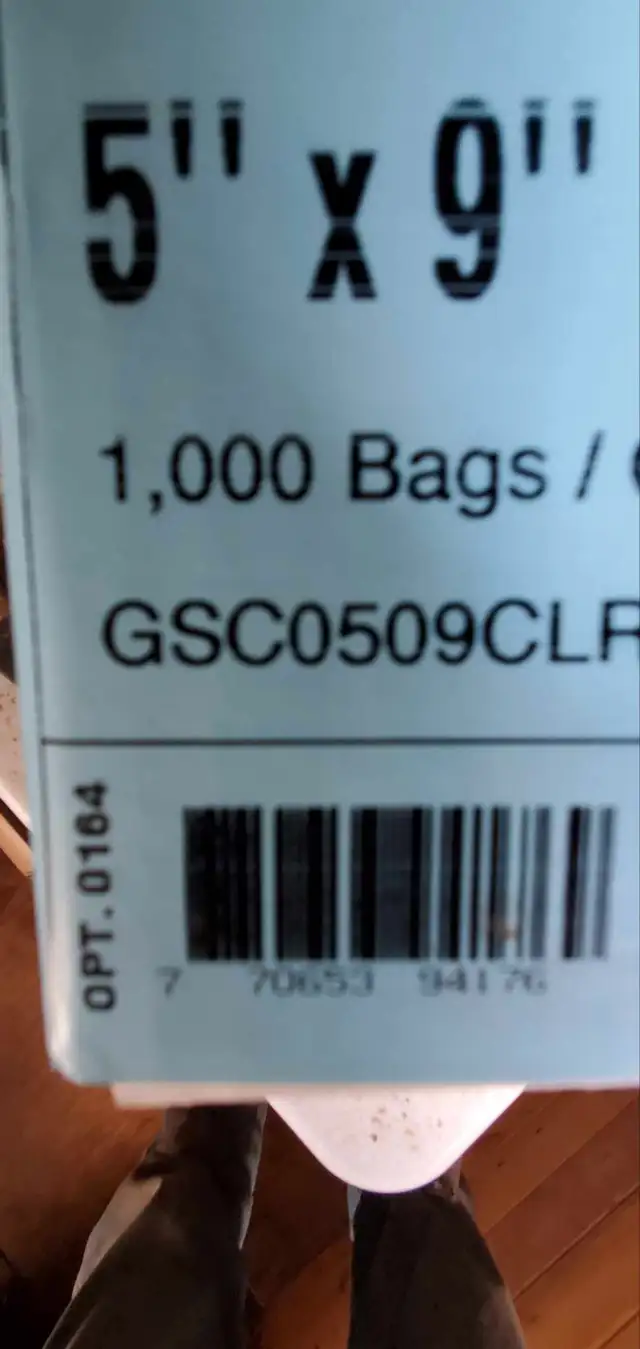 5" x 9"
1,000 Bags /
GSC0509CLR
OPT. 0164
7 70653 94176